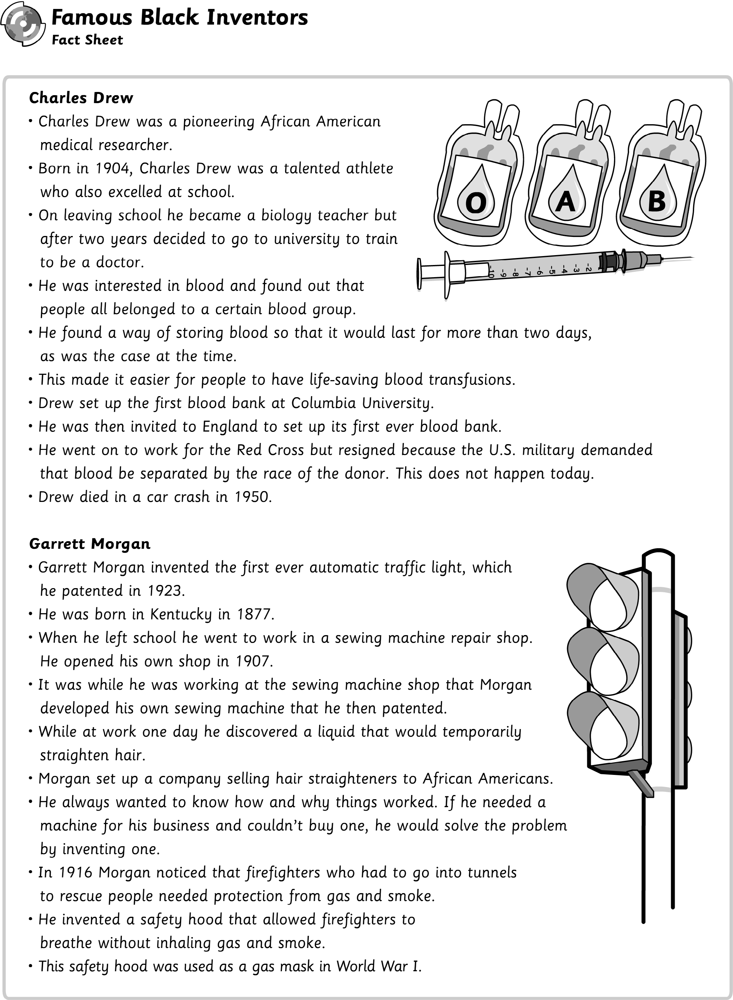 Famous Black Inventors
Fact Sheet
Charles Drew
• Charles Drew was a pioneering African American
medical researcher.
• Born in 1904, Charles Drew was a talented athlete
who also excelled at school.
• On leaving school he became a biology teacher but
after two years decided to go to university to train
to be a doctor.
• He was interested in blood and found out that
people all belonged to a certain blood group.
• He found a way of storing blood so that it would last for more than two days,
as was the case at the time.
• This made it easier for people to have life-saving blood transfusions.
• Drew set up the first blood bank at Columbia University.
• He was then invited to England to set up its first ever blood bank.
• He went on to work for the Red Cross but resigned because the U.S. military demanded
that blood be separated by the race of the donor. This does not happen today.
• Drew died in a car crash in 1950.
O A B
-10 -9 -8 -7 -6 -5 -4 -3 -2
Garrett Morgan
• Garrett Morgan invented the first ever automatic traffic light, which
he patented in 1923.
• He was born in Kentucky in 1877.
• When he left school he went to work in a sewing machine repair shop.
He opened his own shop in 1907.
• It was while he was working at the sewing machine shop that Morgan
developed his own sewing machine that he then patented.
• While at work one day he discovered a liquid that would temporarily
straighten hair.
• Morgan set up a company selling hair straighteners to African Americans.
• He always wanted to know how and why things worked. If he needed a
machine for his business and couldn't buy one, he would solve the problem
by inventing one.
• In 1916 Morgan noticed that firefighters who had to go into tunnels
to rescue people needed protection from gas and smoke.
• He invented a safety hood that allowed firefighters to
breathe without inhaling gas and smoke.
• This safety hood was used as a gas mask in World War I.